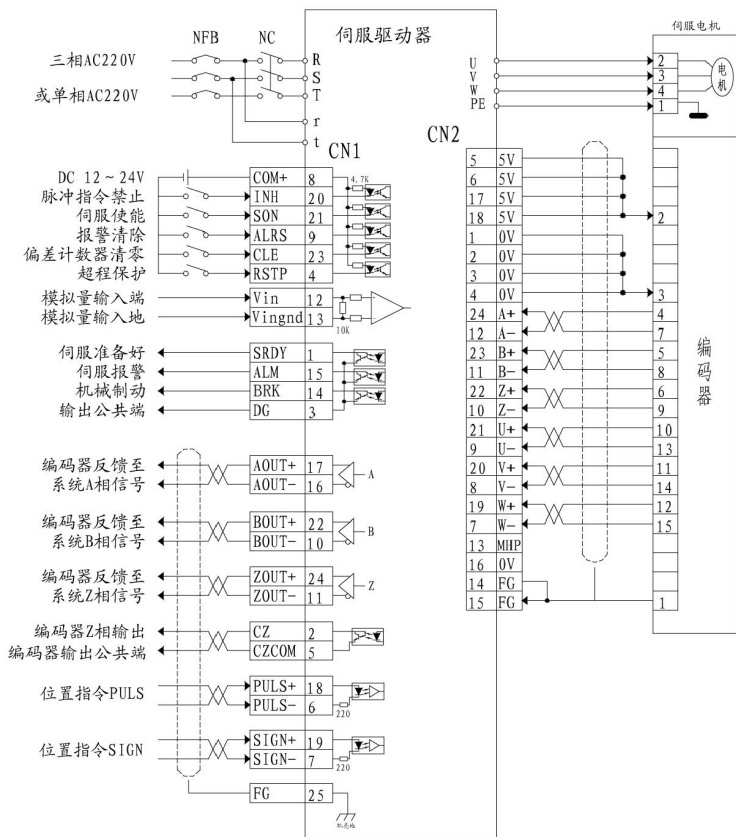 伺服电机
NFB
NC
伺服驱动器
三相AC220V
R
S
或单相AC220V
T
r
t
U
V
W
PE
2
3
4
1
电机
CN1
CN2
DC 12~24V
COM+ 8
4.7K
脉冲指令禁止
INH 20
伺服使能
SON 21
报警清除
ALRS 9
偏差计数器清零
CLE 23
超程保护
RSTP 4
模拟量输入端
Vin 12
模拟量输入地
Vingnd 13
10K
伺服准备好
SRDY 1
伺服报警
ALM 15
机械制动
BRK 14
输出公共端
DG 3
编码器反馈至
系统A相信号
AOUT+ 17
AOUT- 16
A
编码器反馈至
系统B相信号
BOUT+ 22
BOUT- 10
B
编码器反馈至
系统Z相信号
ZOUT+ 24
ZOUT- 11
Z
编码器Z相输出
CZ 2
编码器输出公共端
CZCOM 5
位置指令PULS
PULS+ 18
PULS- 6
220
位置指令SIGN
SIGN+ 19
SIGN- 7
220
FG 25
机壳地
5 5V
6 5V
17 5V
18 5V
1 0V
2 0V
3 0V
4 0V
24 A+
12 A-
23 B+
11 B-
22 Z+
10 Z-
21 U+
9 U-
20 V+
8 V-
19 W+
7 W-
13 MHP
16 0V
14 FG
15 FG
2
3
4
7
5
8
6
9
10
13
11
14
12
15
1
编码器